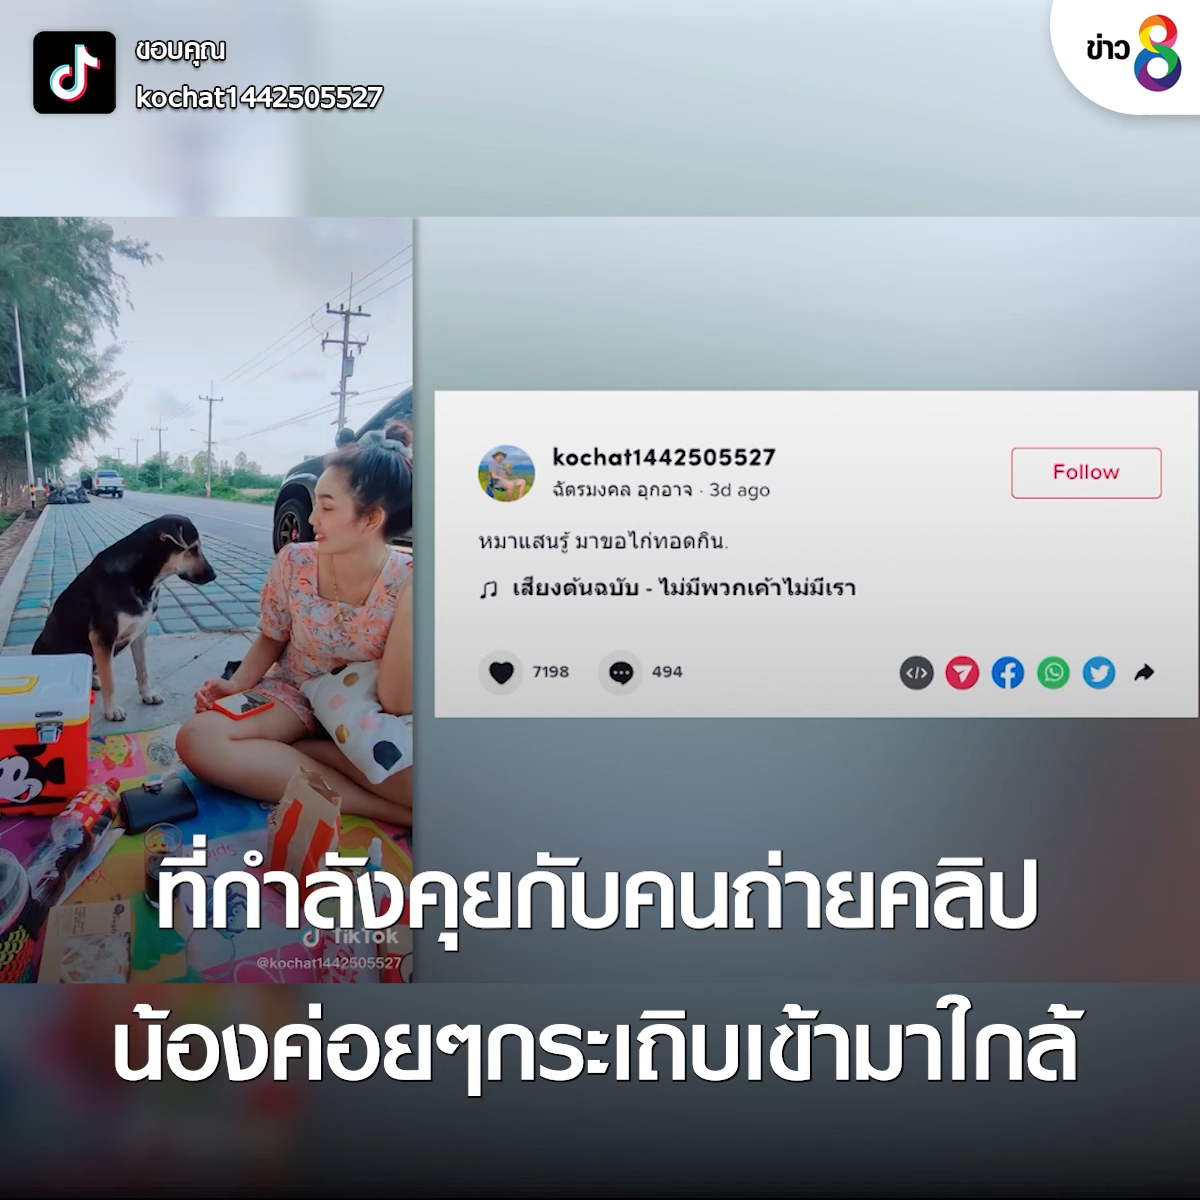 ขอบคุณ
kochat1442505527
ข่าว 8
kochat1442505527
ฉัตรมงคล อุกอาจ · 3d ago
Follow
หมาแสนรู้ มาขอไก่ทอดกิน.
เสียงต้นฉบับ - ไม่มีพวกเค้าไม่มีเรา
7198
494
ที่กำลังคุยกับคนถ่ายคลิป
TikTok
@kochat1442505527
น้องค่อยๆกระเถิบเข้ามาใกล้